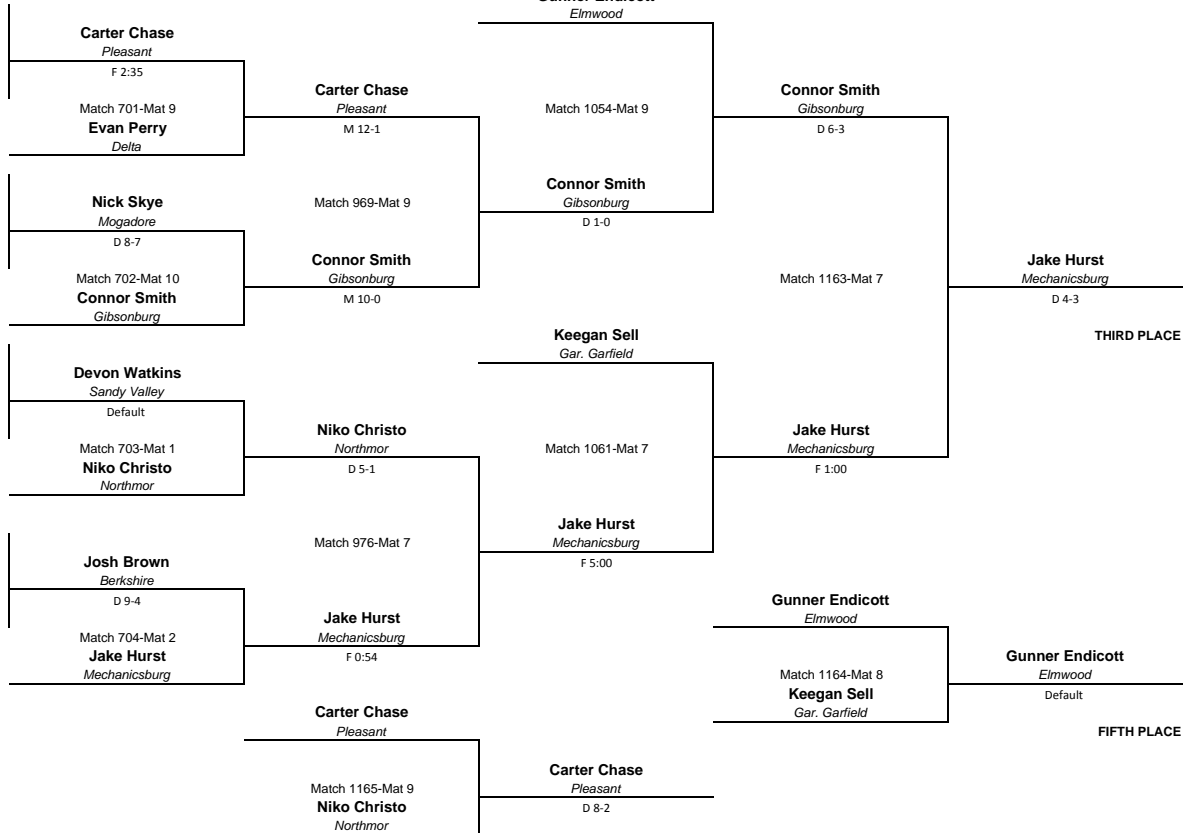 Carter Chase
Pleasant
F 2:35
Match 701-Mat 9
Evan Perry
Delta
Nick Skye
Mogadore
D 8-7
Match 702-Mat 10
Connor Smith
Gibsonburg
Devon Watkins
Sandy Valley
Default
Match 703-Mat 1
Niko Christo
Northmor
Josh Brown
Berkshire
D 9-4
Match 704-Mat 2
Jake Hurst
Mechanicsburg
Carter Chase
Pleasant
M 12-1
Match 969-Mat 9
Connor Smith
Gibsonburg
M 10-0
Niko Christo
Northmor
D 5-1
Match 976-Mat 7
Jake Hurst
Mechanicsburg
F 0:54
Carter Chase
Pleasant
Match 1165-Mat 9
Niko Christo
Northmor
Gunner Endicott
Elmwood
Match 1054-Mat 9
Connor Smith
Gibsonburg
D 1-0
Keegan Sell
Gar. Garfield
Match 1061-Mat 7
Jake Hurst
Mechanicsburg
F 5:00
Carter Chase
Pleasant
D 8-2
Connor Smith
Gibsonburg
D 6-3
Match 1163-Mat 7
Jake Hurst
Mechanicsburg
F 1:00
Gunner Endicott
Elmwood
Match 1164-Mat 8
Keegan Sell
Gar. Garfield
Jake Hurst
Mechanicsburg
D 4-3
THIRD PLACE
Gunner Endicott
Elmwood
Default
FIFTH PLACE